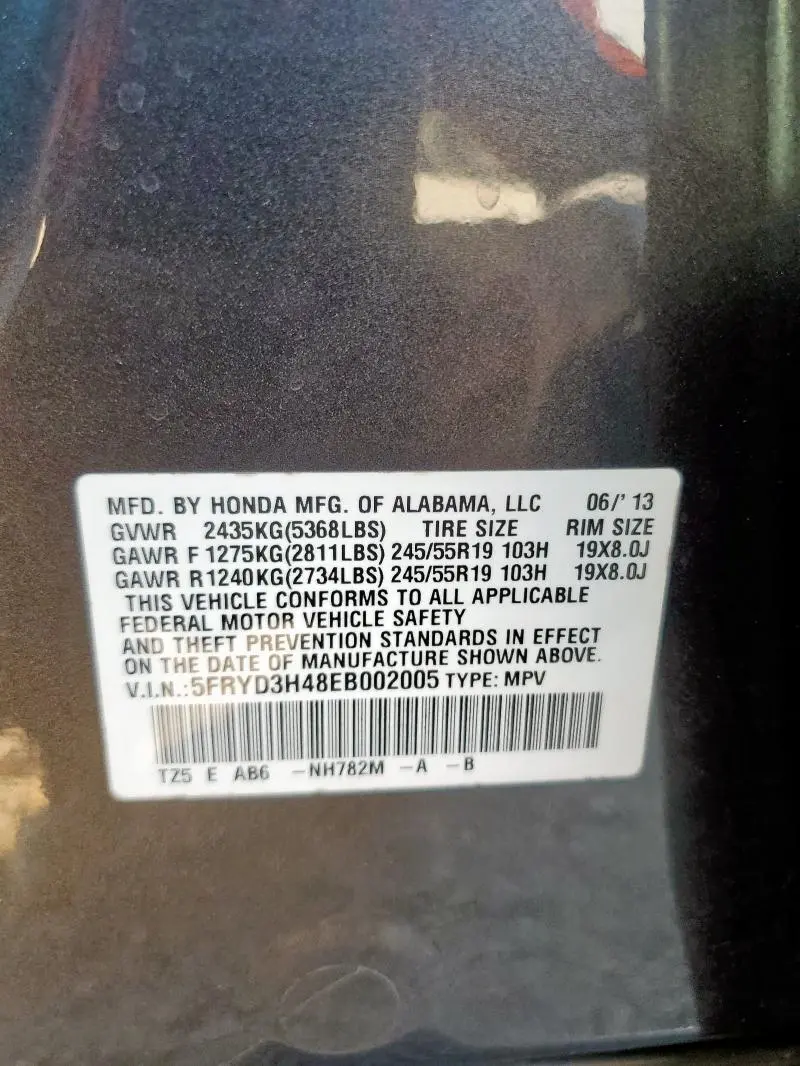 MFD. BY HONDA MFG. OF ALABAMA, LLC 06/' 13
GVWR 2435KG(5368LBS) TIRE SIZE RIM SIZE
GAWR F 1275KG(2811LBS) 245/55R19 103H 19X8.0J
GAWR R1240KG(2734LBS) 245/55R19 103H 19X8.0J
THIS VEHICLE CONFORMS TO ALL APPLICABLE
FEDERAL MOTOR VEHICLE SAFETY
AND THEFT PREVENTION STANDARDS IN EFFECT
ON THE DATE OF MANUFACTURE SHOWN ABOVE.
V.I.N.:5FRYD3H48EB002005 TYPE: MPV
TZ5 E AB6 -NH782M -A -B